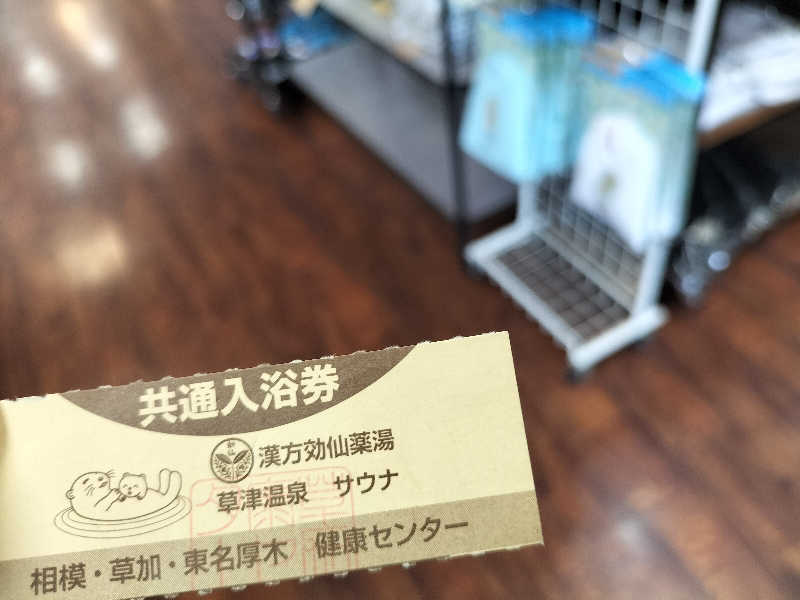 共通入浴券
漢方効仙薬湯
草津温泉 サウナ
相模・草加・東名厚木 健康センター